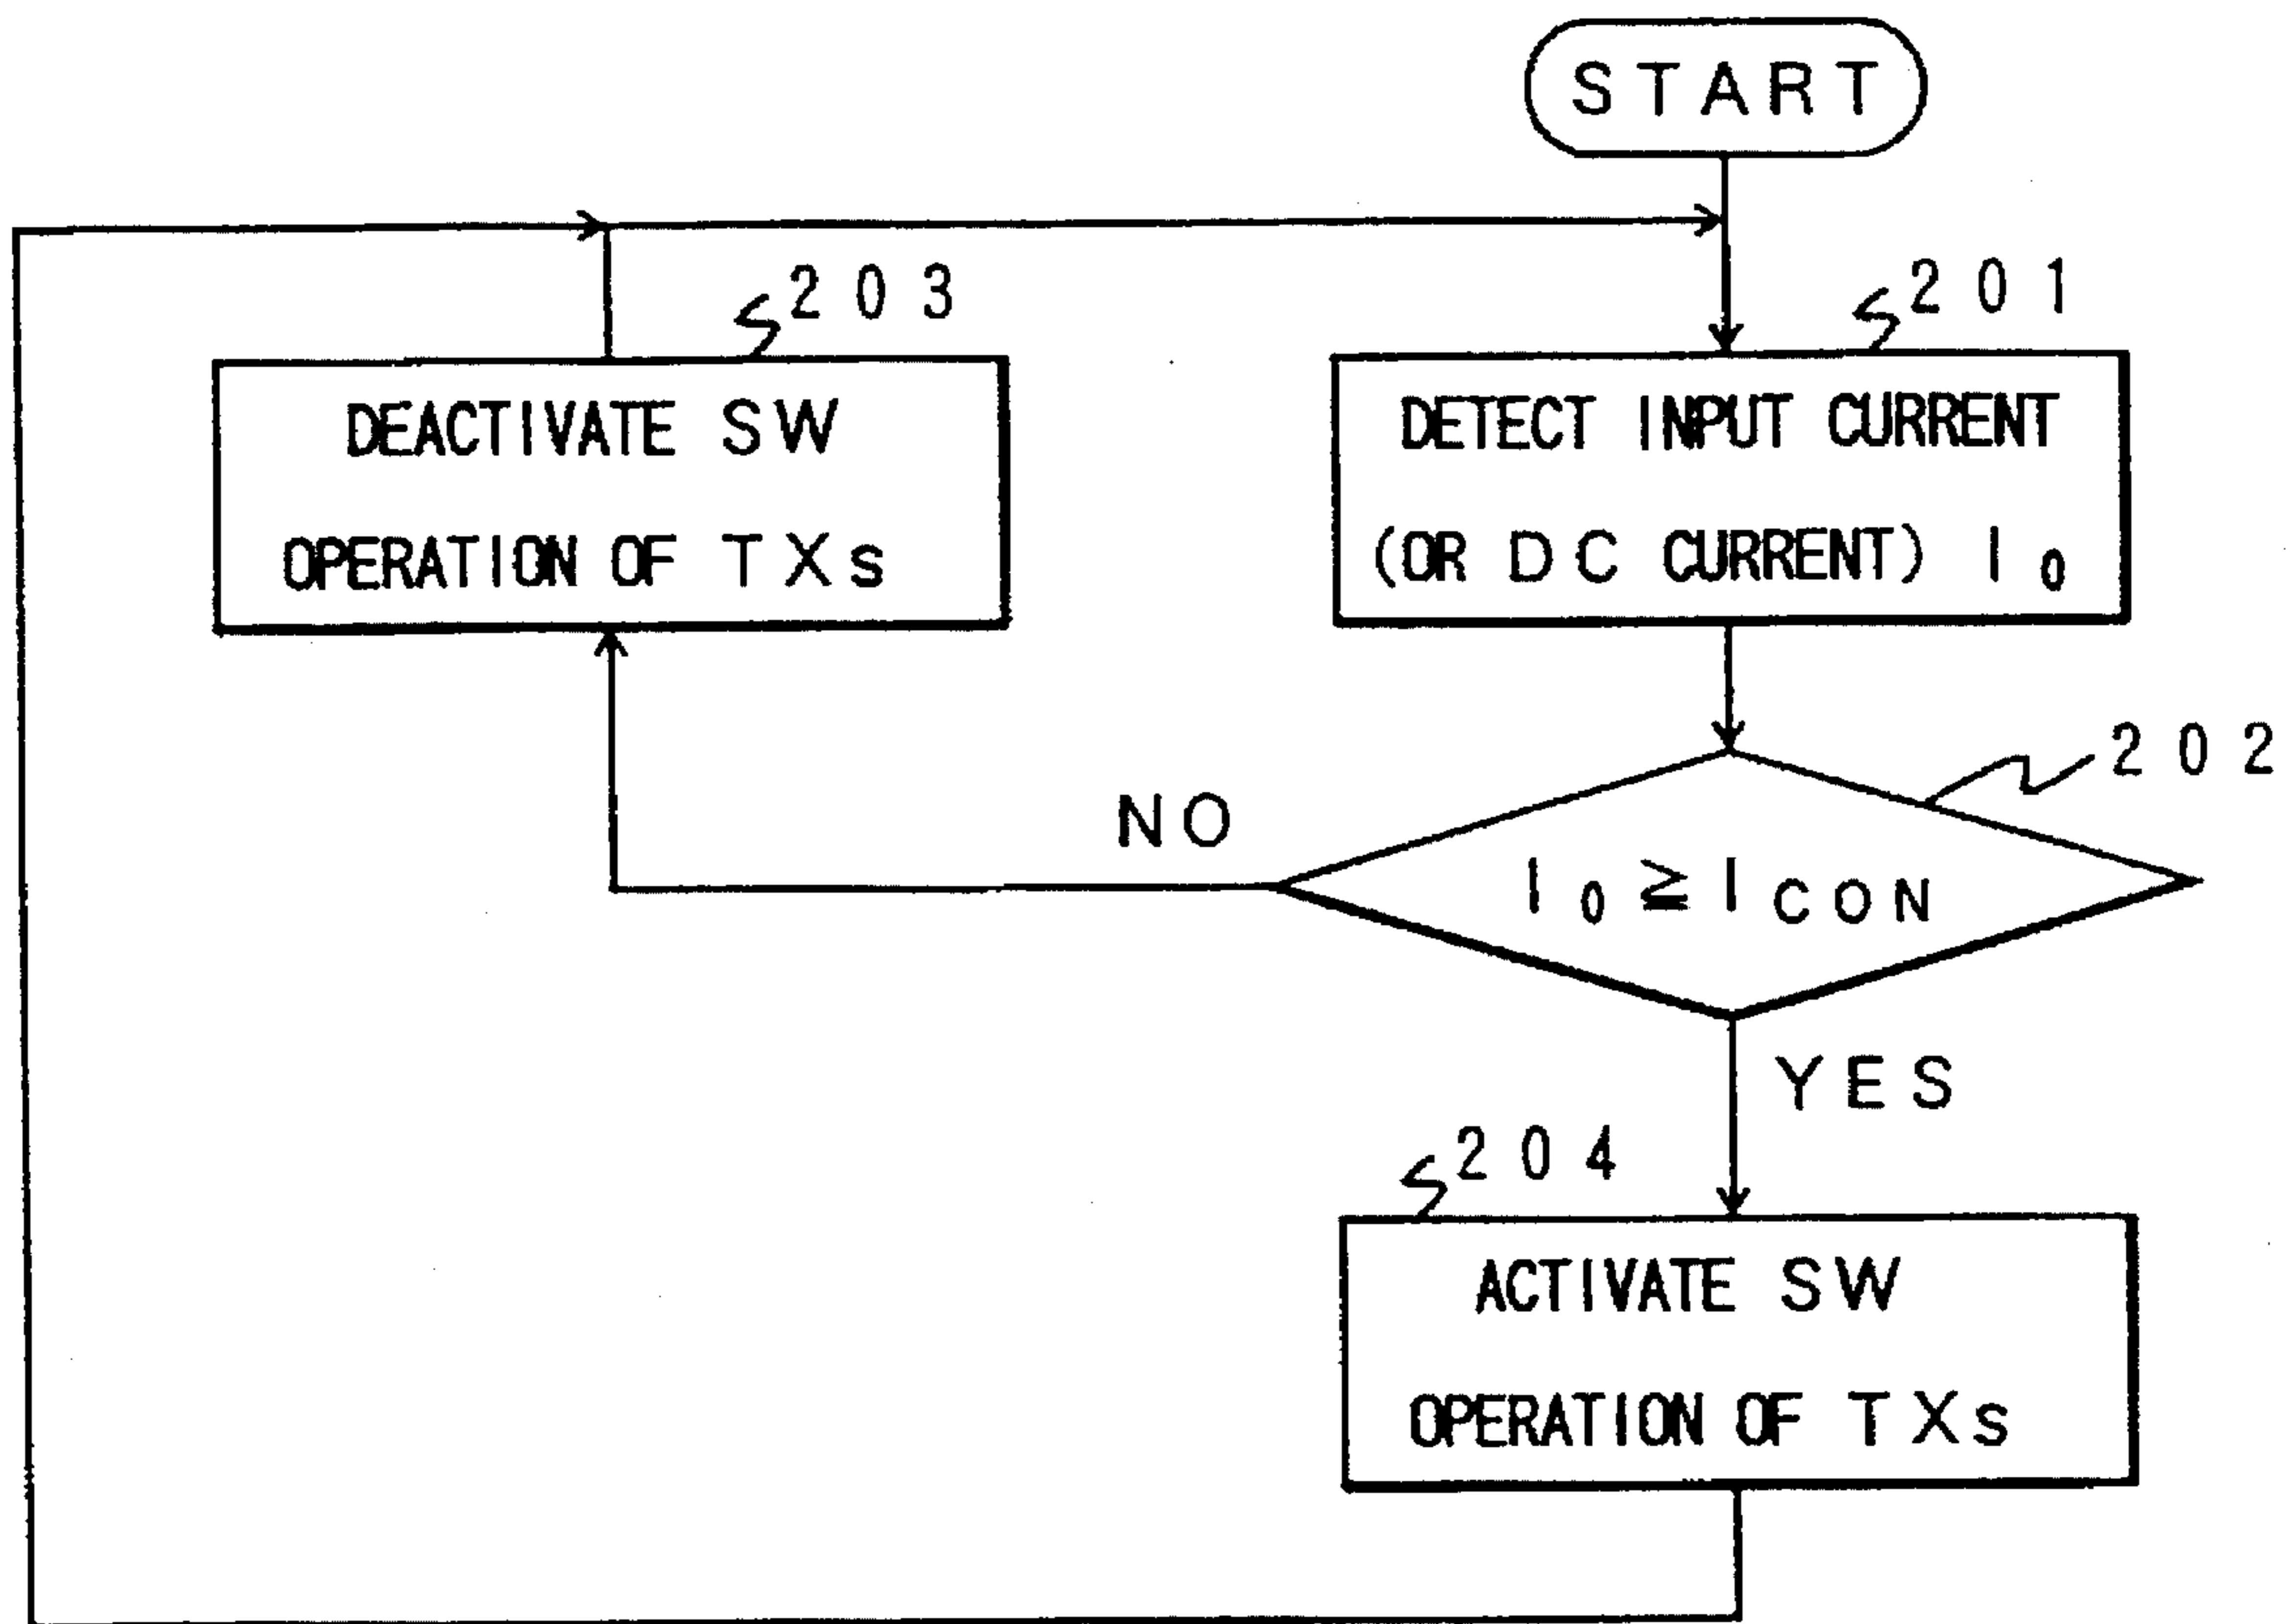 START
201
DETECT INPUT CURRENT
(OR DC CURRENT) I₀
202
I₀ ≧ I_CON
NO
203
DEACTIVATE SW
OPERATION OF TXs
YES
204
ACTIVATE SW
OPERATION OF TXs